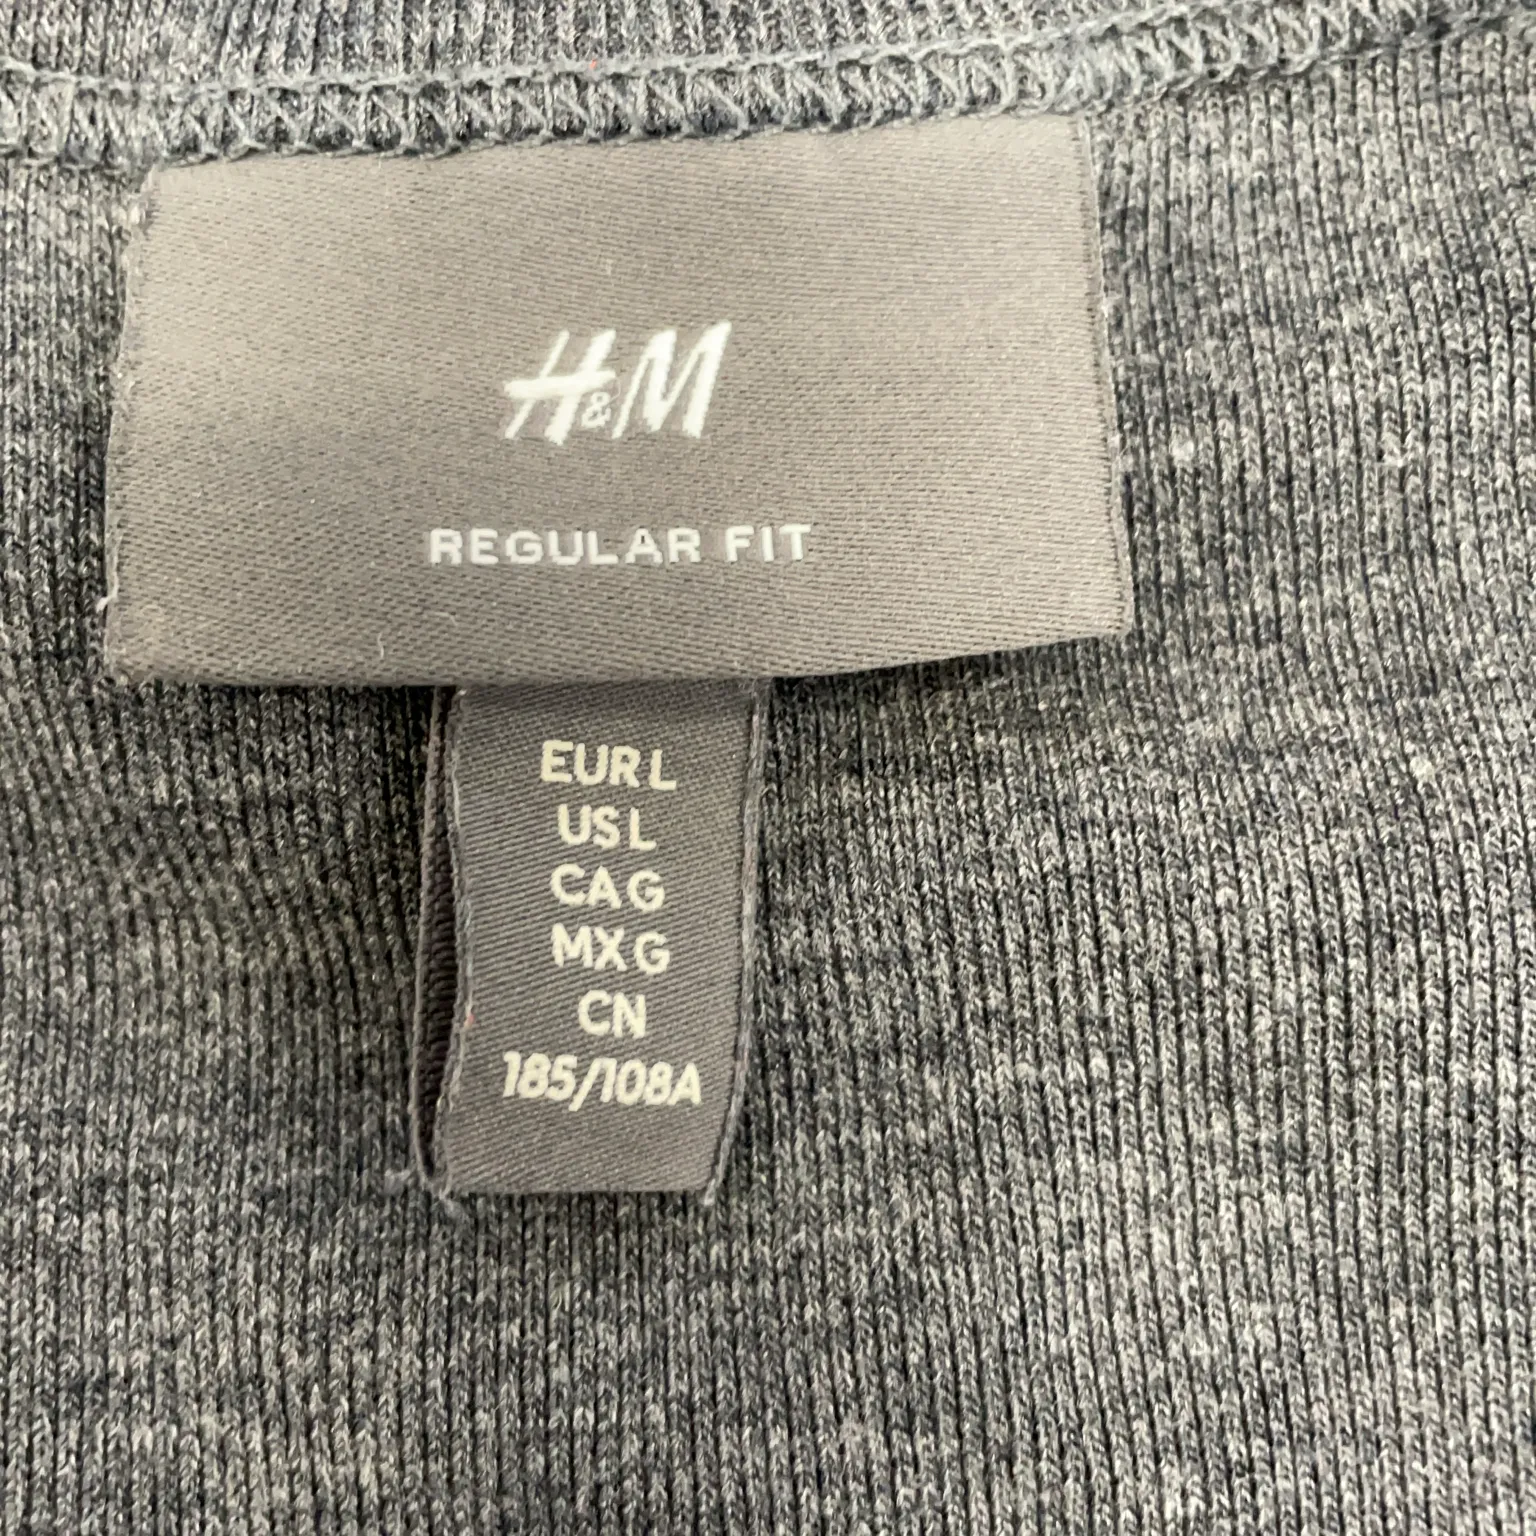 H&M
REGULAR FIT
EUR L
US L
CA G
MX G
CN
185/108A